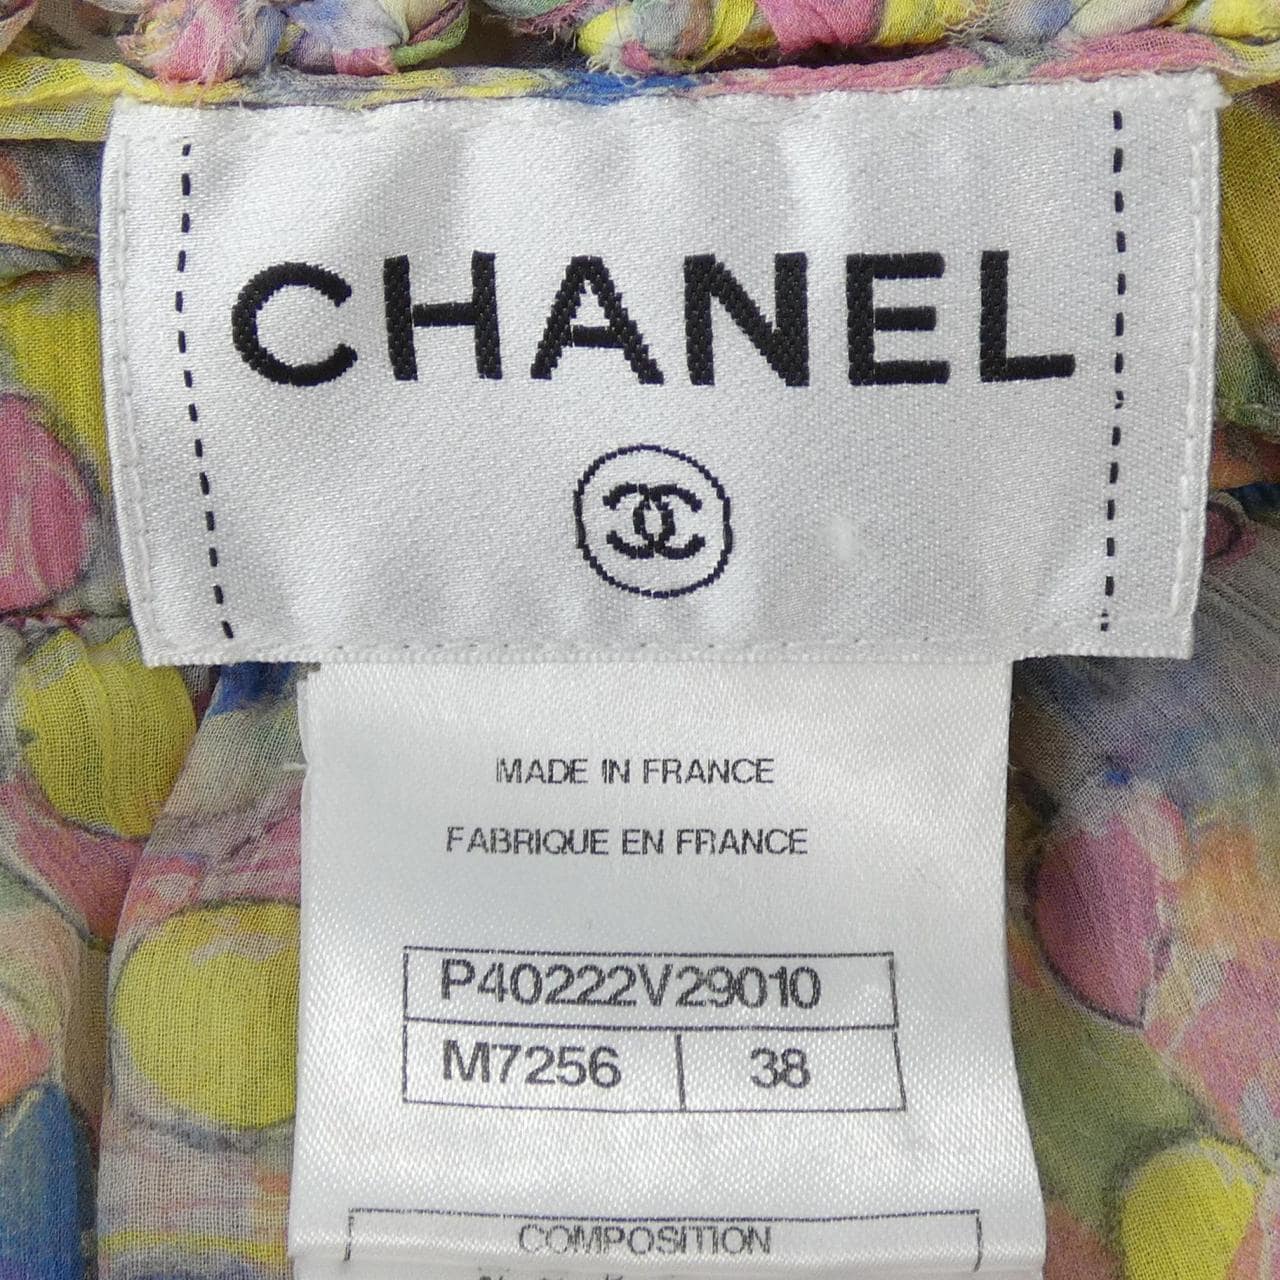 CHANEL
MADE IN FRANCE
FABRIQUE EN FRANCE
P40222V29010
M7256 38
COMPOSITION